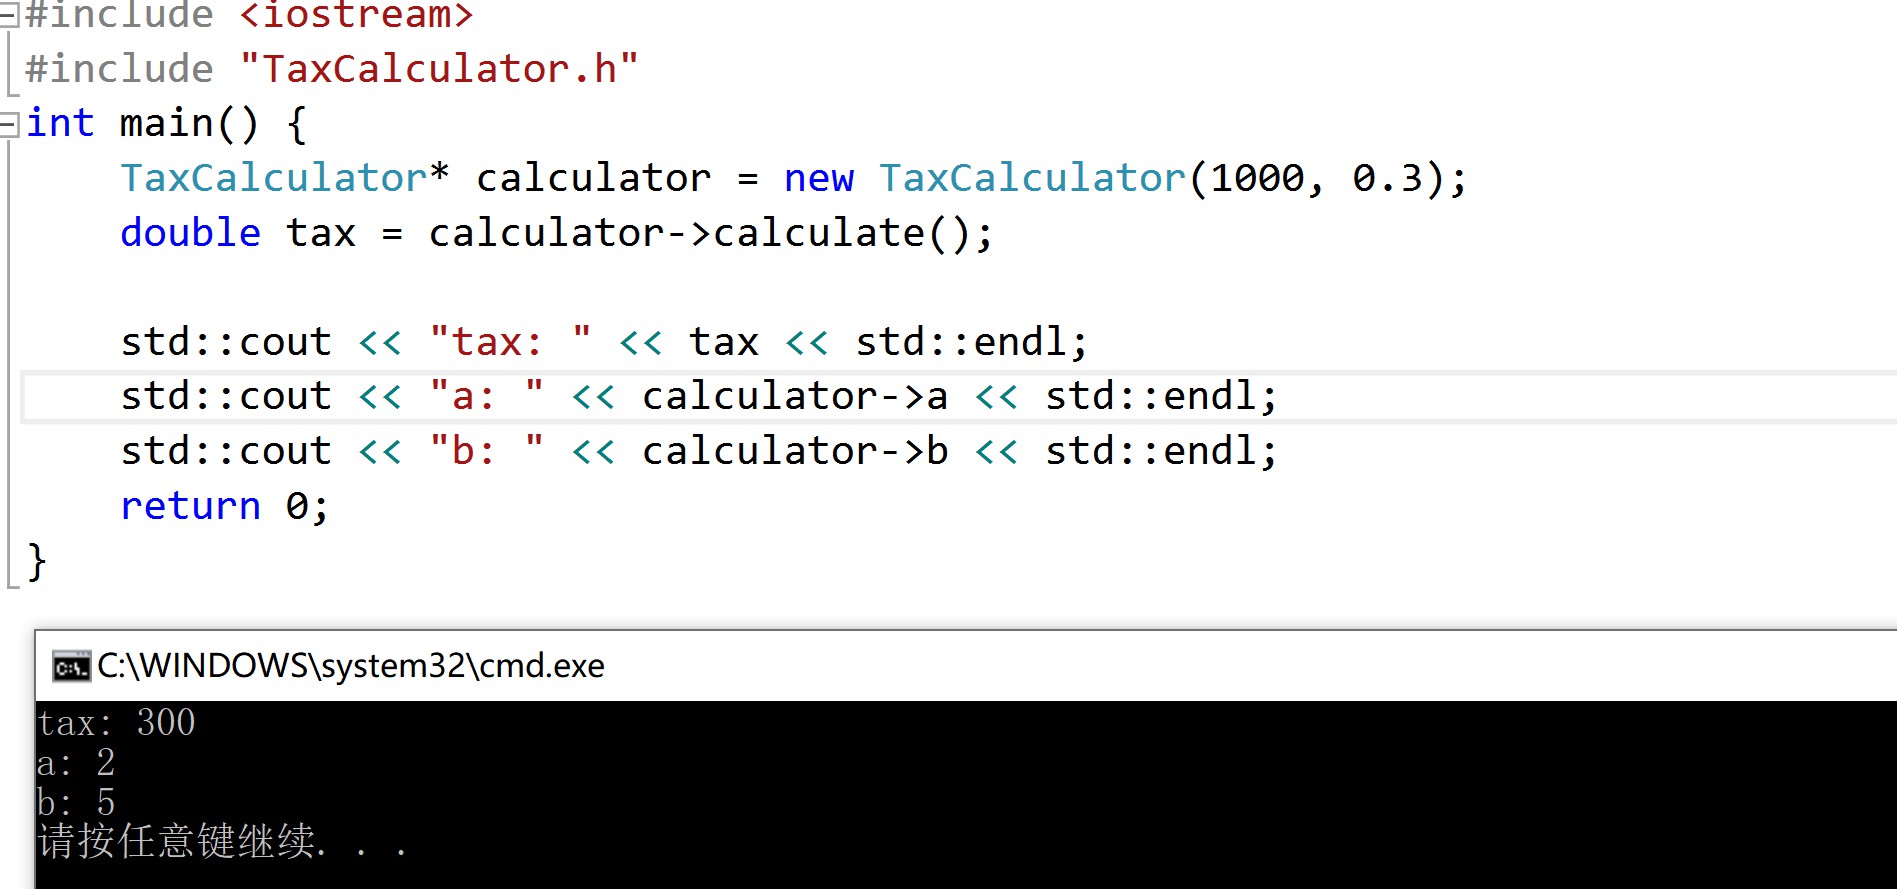 #include <iostream>
#include "TaxCalculator.h"
int main() {
    TaxCalculator* calculator = new TaxCalculator(1000, 0.3);
    double tax = calculator->calculate();
    std::cout << "tax: " << tax << std::endl;
    std::cout << "a: " << calculator->a << std::endl;
    std::cout << "b: " << calculator->b << std::endl;
    return 0;
}
C:\WINDOWS\system32\cmd.exe
tax: 300
a: 2
b: 5
请按任意键继续. . .